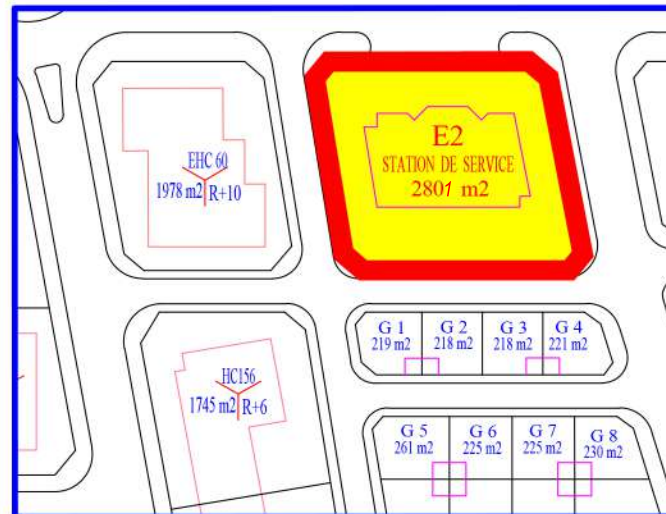 E2
STATION DE SERVICE
2801 m2
EHC 60
1978 m2 R+10
G 1
219 m2
G 2
218 m2
G 3
218 m2
G 4
221 m2
HC156
1745 m2 R+6
G 5
261 m2
G 6
225 m2
G 7
225 m2
G 8
230 m2